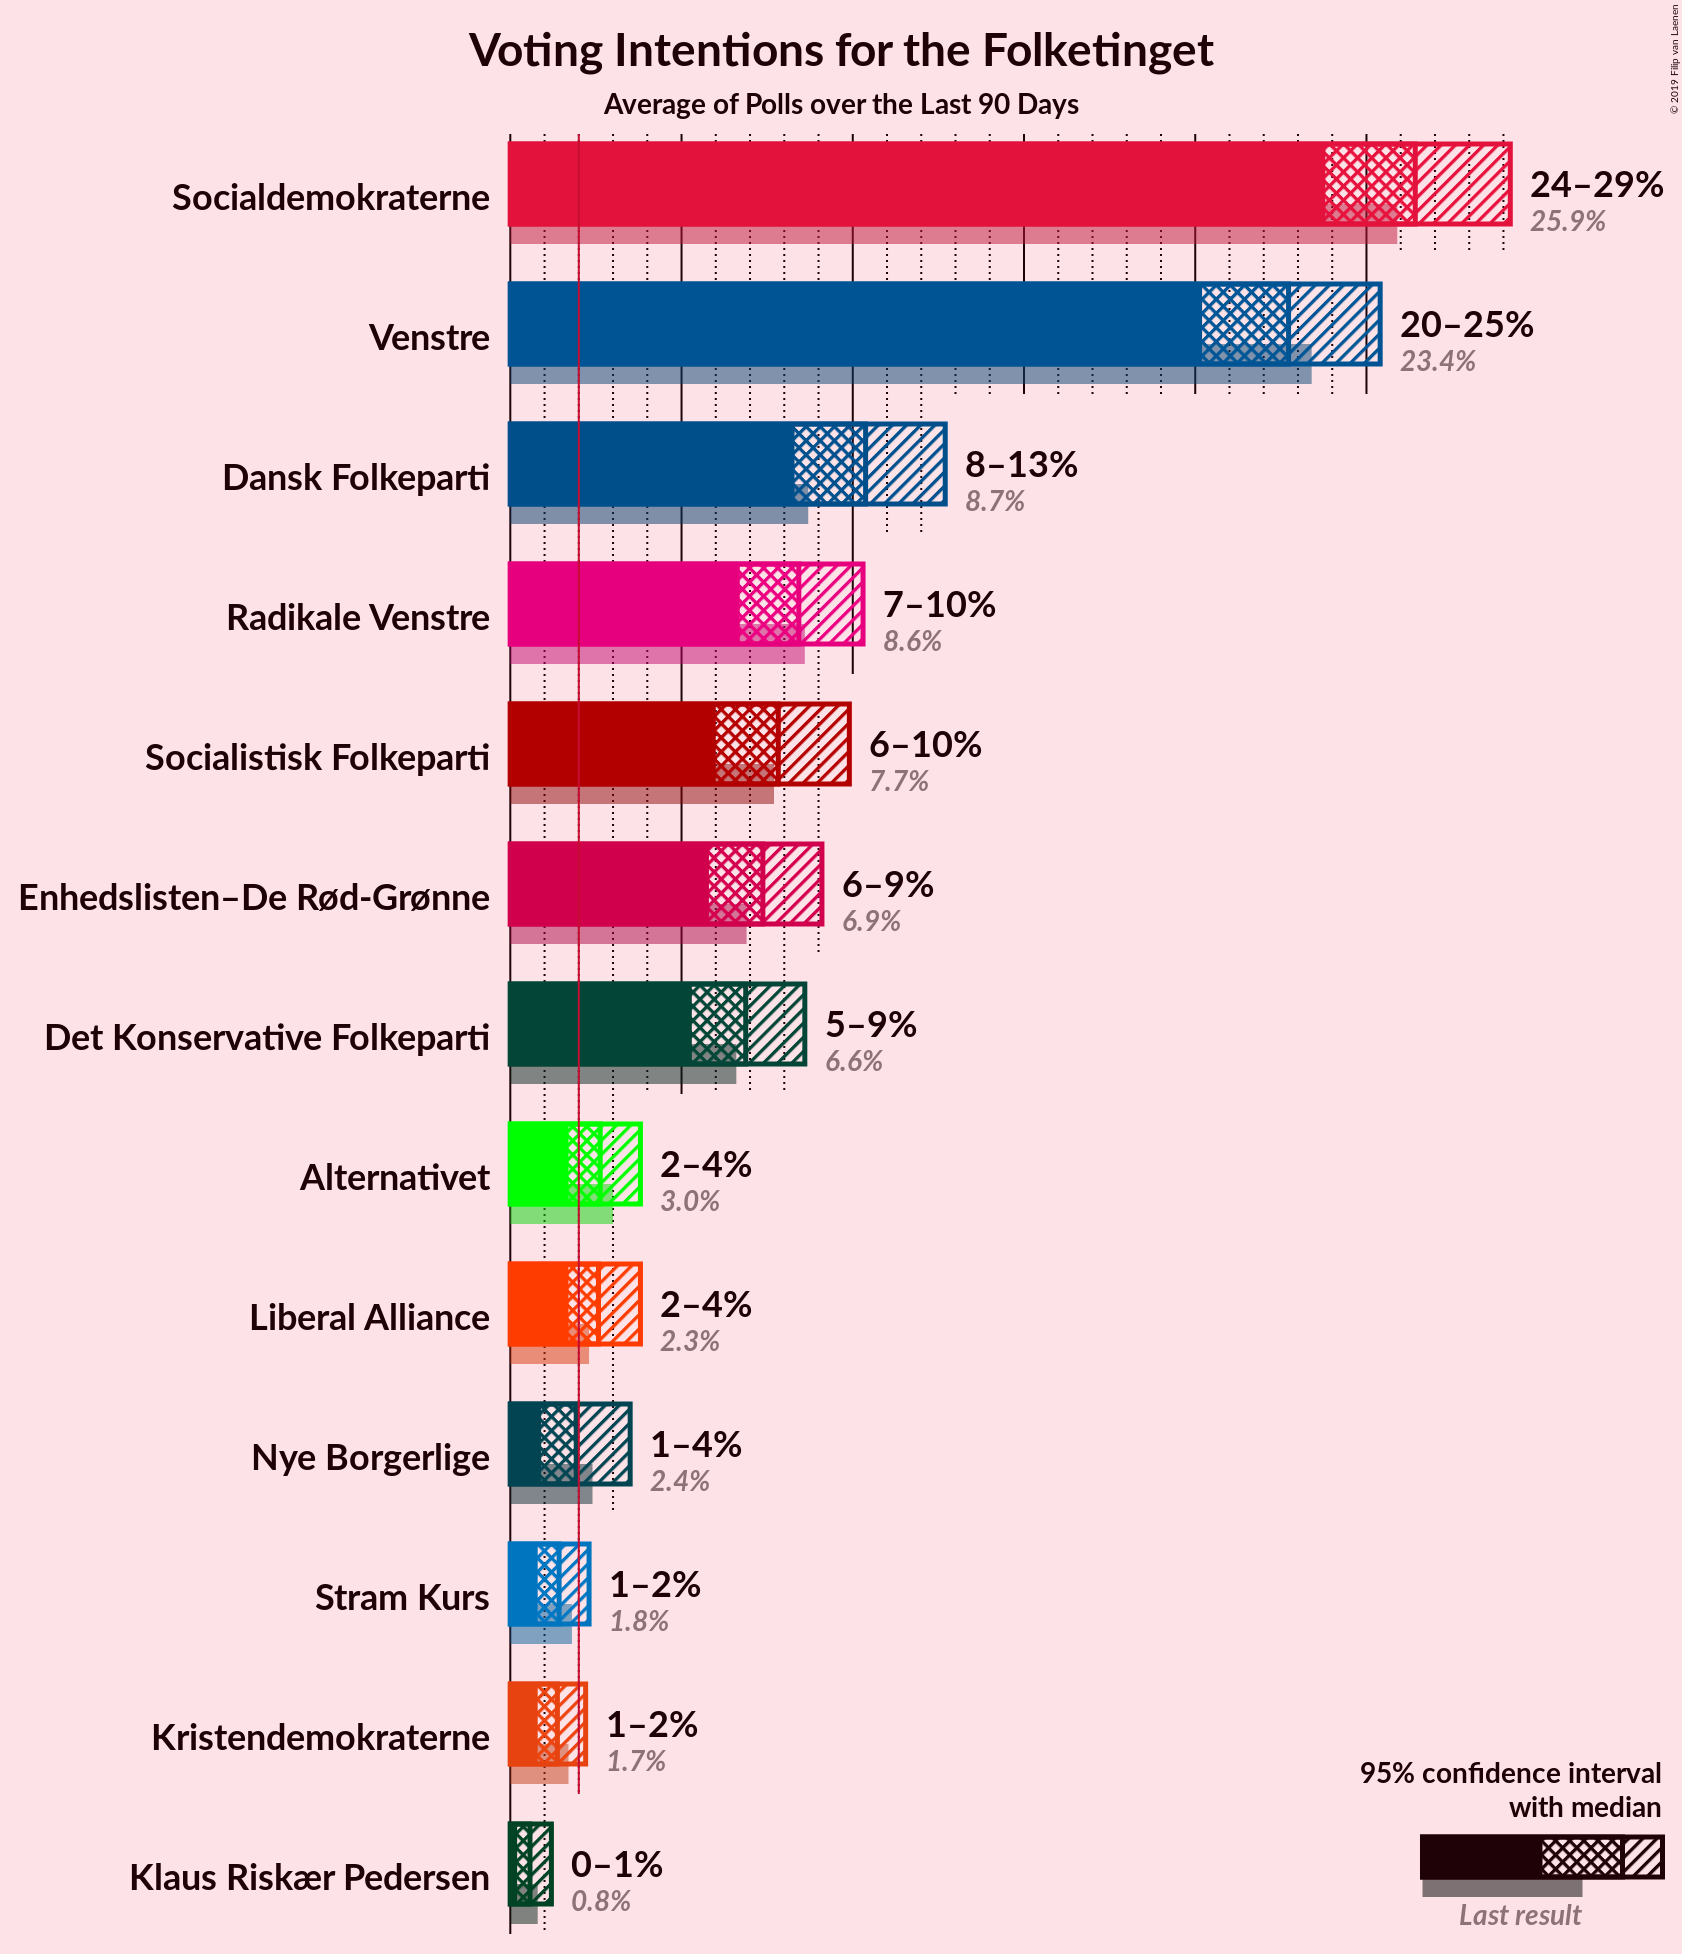 Voting Intentions for the Folketinget
Average of Polls over the Last 90 Days
© 2019 Filip van Laenen
Socialdemokraterne
24–29%
25.9%
Venstre
20–25%
23.4%
Dansk Folkeparti
8–13%
8.7%
Radikale Venstre
7–10%
8.6%
Socialistisk Folkeparti
6–10%
7.7%
Enhedslisten–De Rød-Grønne
6–9%
6.9%
Det Konservative Folkeparti
5–9%
6.6%
Alternativet
2–4%
3.0%
Liberal Alliance
2–4%
2.3%
Nye Borgerlige
1–4%
2.4%
Stram Kurs
1–2%
1.8%
Kristendemokraterne
1–2%
1.7%
Klaus Riskær Pedersen
0–1%
0.8%
95% confidence interval
with median
Last result